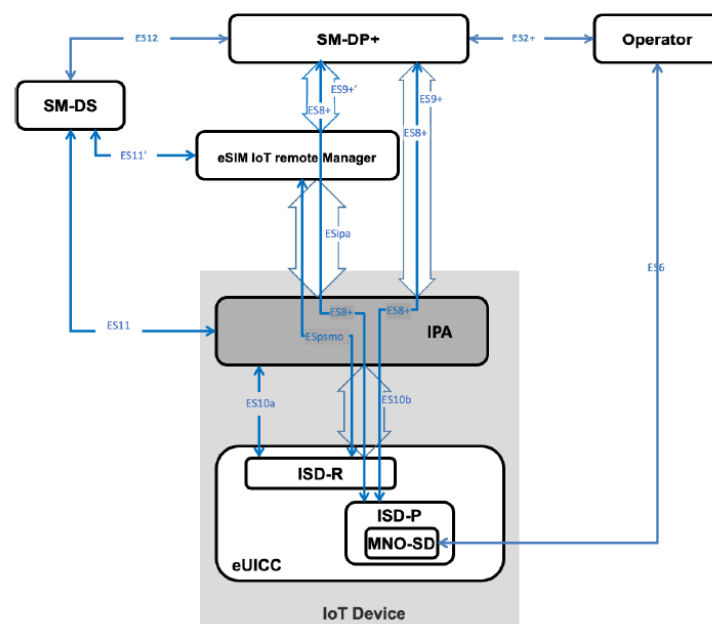 ES12
SM-DP+
ES2+
Operator
SM-DS
ES9+'
ES8+
ES9+
ES8+
ES11'
eSIM IoT remote Manager
ESipa
ES6
ES8+
ES8+
ES11
IPA
ESpsmo
ES10a
ES10b
ISD-R
ISD-P
MNO-SD
eUICC
IoT Device